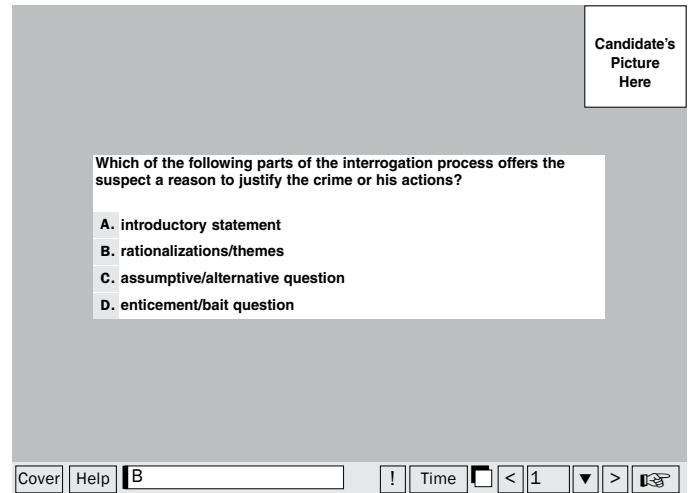 Candidate's
Picture
Here
Which of the following parts of the interrogation process offers the
suspect a reason to justify the crime or his actions?
A. introductory statement
B. rationalizations/themes
C. assumptive/alternative question
D. enticement/bait question
Cover Help B ! Time < 1 ▼ > ☞